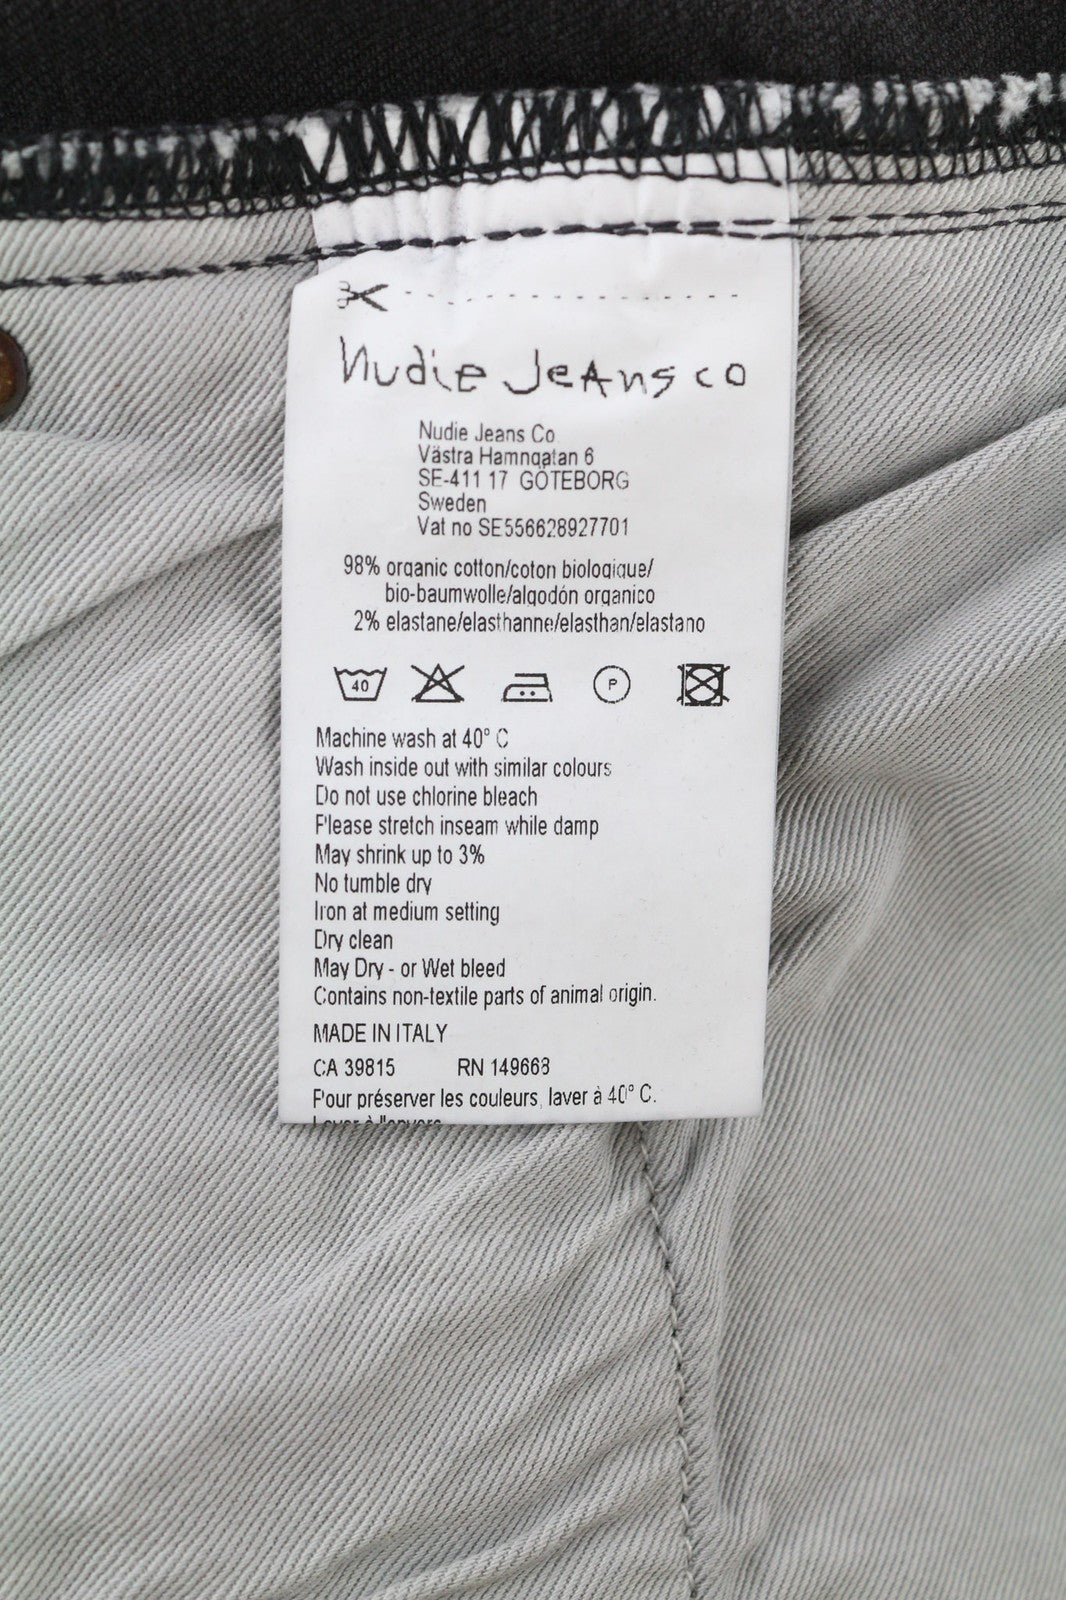 Nudie Jeans co
Nudie Jeans Co
Västra Hamngatan 6
SE-411 17 GÖTEBORG
Sweden
Vat no SE556628927701
98% organic cotton/coton biologique/
bio-baumwolle/algodón organico
2% elastane/elasthanne/elasthan/elastano
40
P
Machine wash at 40° C
Wash inside out with similar colours
Do not use chlorine bleach
Please stretch inseam while damp
May shrink up to 3%
No tumble dry
Iron at medium setting
Dry clean
May Dry - or Wet bleed
Contains non-textile parts of animal origin.
MADE IN ITALY
CA 39815 RN 149668
Pour préserver les couleurs, laver à 40° C.
Laver à l'envers